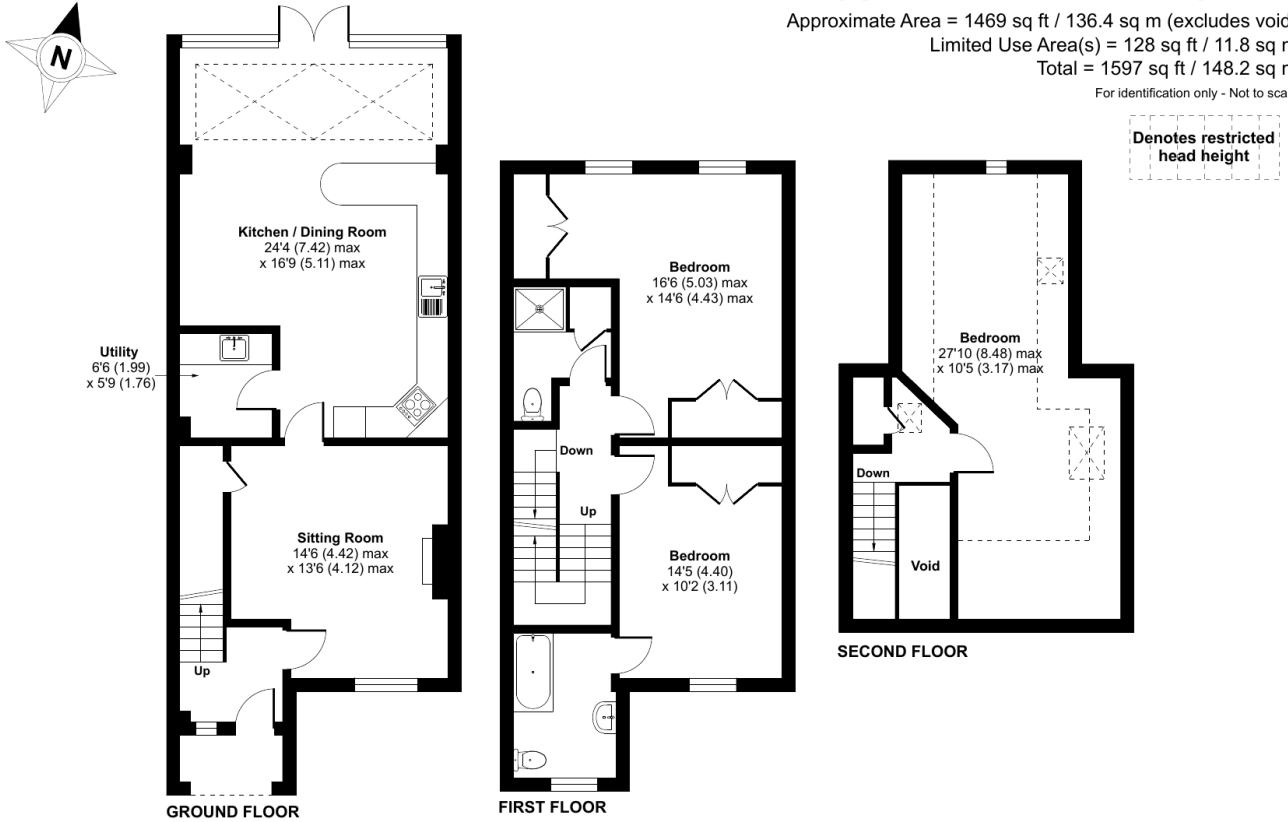 N
Approximate Area = 1469 sq ft / 136.4 sq m (excludes void
Limited Use Area(s) = 128 sq ft / 11.8 sq m
Total = 1597 sq ft / 148.2 sq m
For identification only - Not to sca
Denotes restricted
head height
Kitchen / Dining Room
24'4 (7.42) max
x 16'9 (5.11) max
Utility
6'6 (1.99)
x 5'9 (1.76)
Sitting Room
14'6 (4.42) max
x 13'6 (4.12) max
Up
GROUND FLOOR
Bedroom
16'6 (5.03) max
x 14'6 (4.43) max
Down
Up
Bedroom
14'5 (4.40)
x 10'2 (3.11)
FIRST FLOOR
Bedroom
27'10 (8.48) max
x 10'5 (3.17) max
Down
Void
SECOND FLOOR